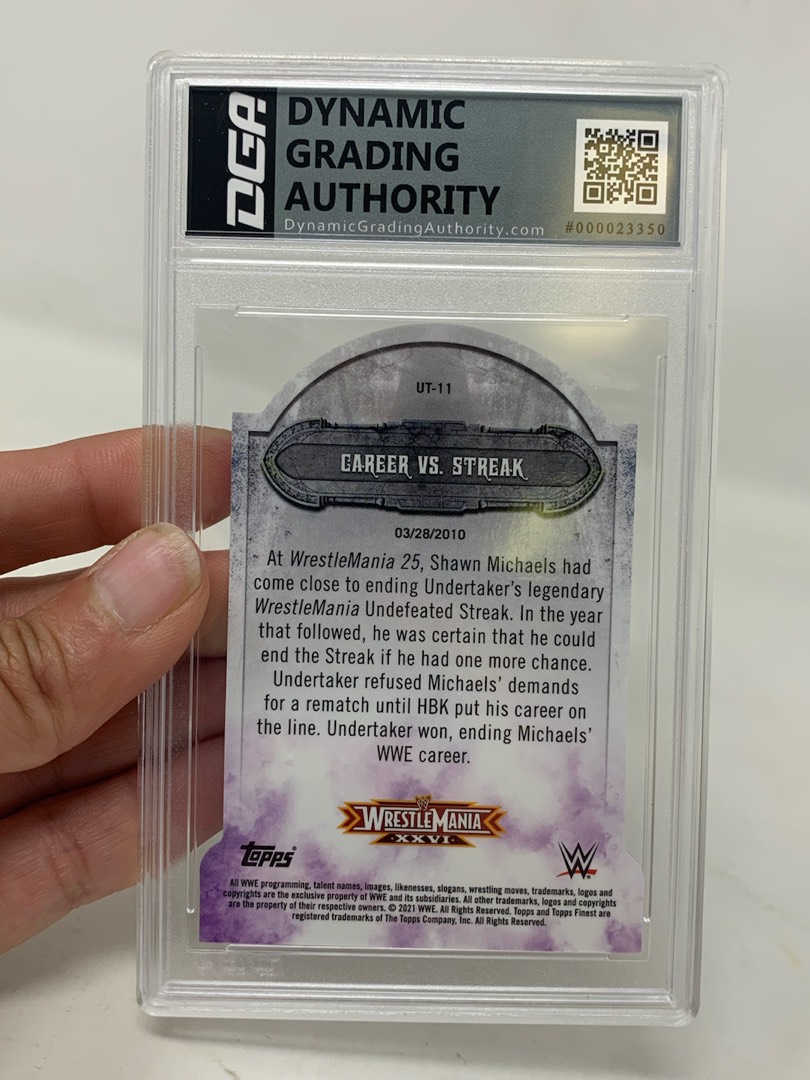 DGA
DYNAMIC
GRADING
AUTHORITY
DynamicGradingAuthority.com
#000023350
UT-11
CAREER VS. STREAK
03/28/2010
At WrestleMania 25, Shawn Michaels had
come close to ending Undertaker's legendary
WrestleMania Undefeated Streak. In the year
that followed, he was certain that he could
end the Streak if he had one more chance.
Undertaker refused Michaels' demands
for a rematch until HBK put his career on
the line. Undertaker won, ending Michaels'
WWE career.
WRESTLEMANIA
XXVI
TOPPS
W
All WWE programming, talent names, images, likenesses, slogans, wrestling moves, trademarks, logos and
copyrights are the exclusive property of WWE and its subsidiaries. All other trademarks, logos and copyrights
are the property of their respective owners. © 2021 WWE. All Rights Reserved. Topps and Topps Finest are
registered trademarks of The Topps Company, Inc. All Rights Reserved.